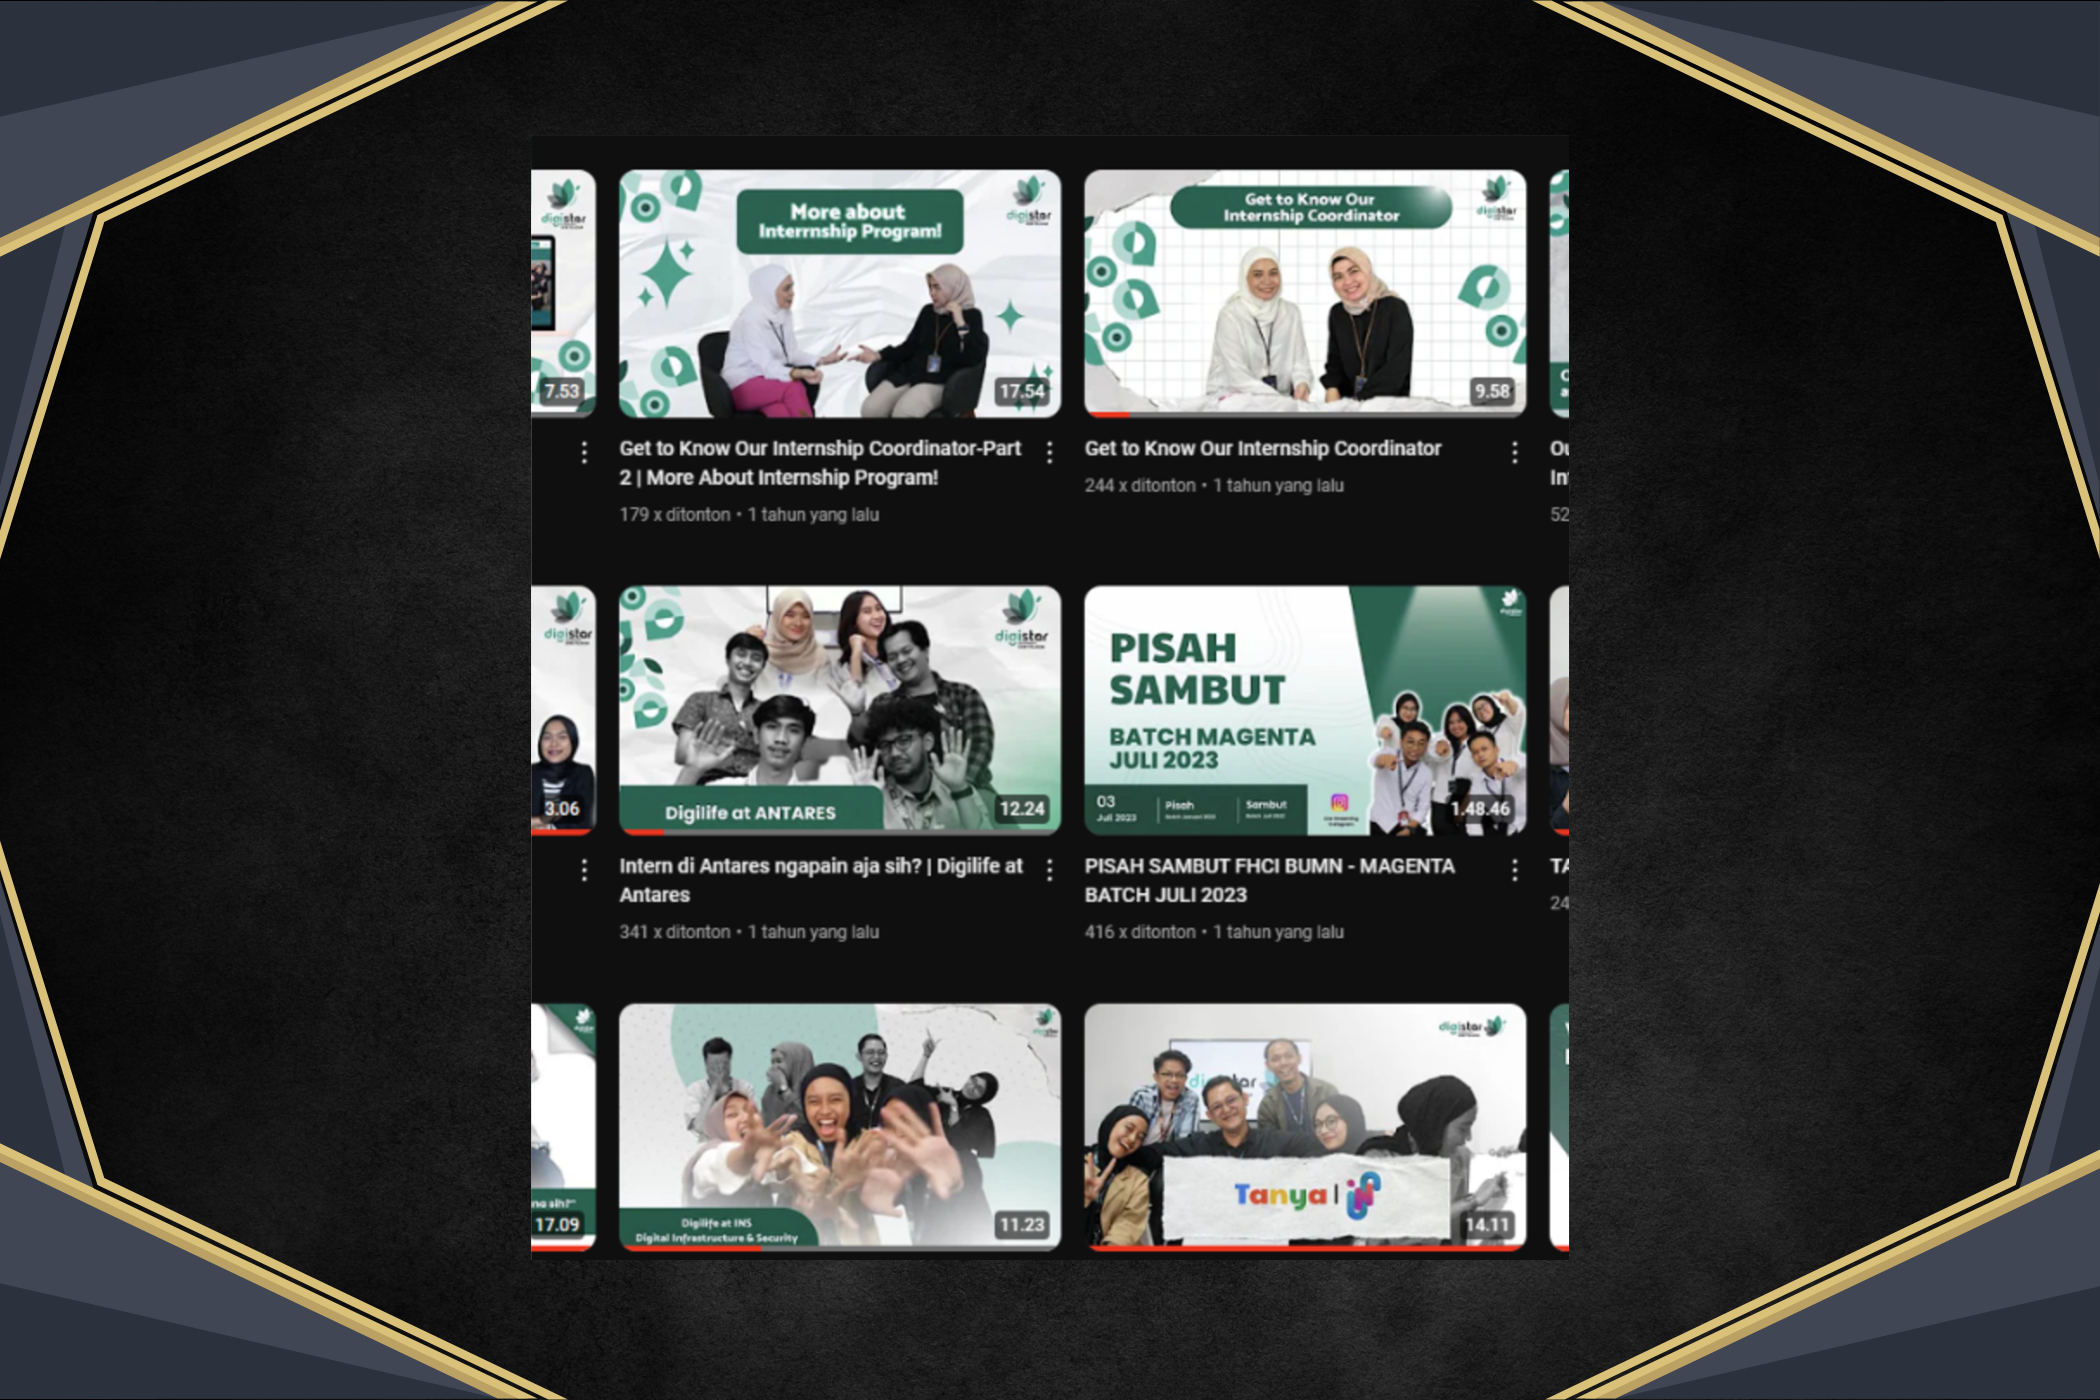 digistar
More about
Interrnship Program!
digistar
Get to Know Our
Internship Coordinator
digistar
7.53
17.54
9.58
Get to Know Our Internship Coordinator-Part
2 | More About Internship Program!
179 x ditonton • 1 tahun yang lalu
Get to Know Our Internship Coordinator
244 x ditonton • 1 tahun yang lalu
Ou
Int
52
digistar
digistar
PISAH
SAMBUT
BATCH MAGENTA
JULI 2023
03
Juli 2023
Pisah
Sambut
3.06
Digilife at ANTARES
12.24
1.48.46
Intern di Antares ngapain aja sih? | Digilife at
Antares
341 x ditonton • 1 tahun yang lalu
PISAH SAMBUT FHCI BUMN - MAGENTA
BATCH JULI 2023
416 x ditonton • 1 tahun yang lalu
TA
24
digistar
Tanya |
na sih?"
17.09
Digilife at INS
Digital Infrastructure & Security
11.23
14.11